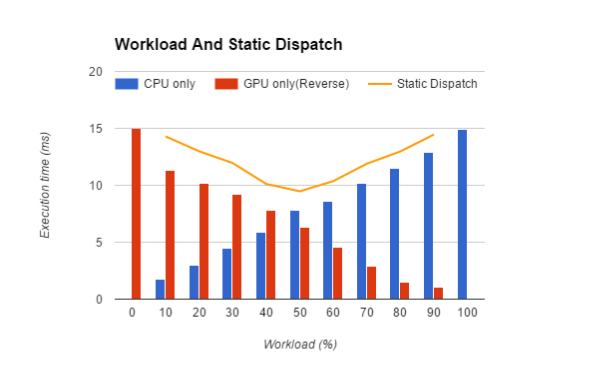 Workload And Static Dispatch
20
CPU only GPU only(Reverse) Static Dispatch
15
10
5
0
Execution time (ms)
0 10 20 30 40 50 60 70 80 90 100
Workload (%)